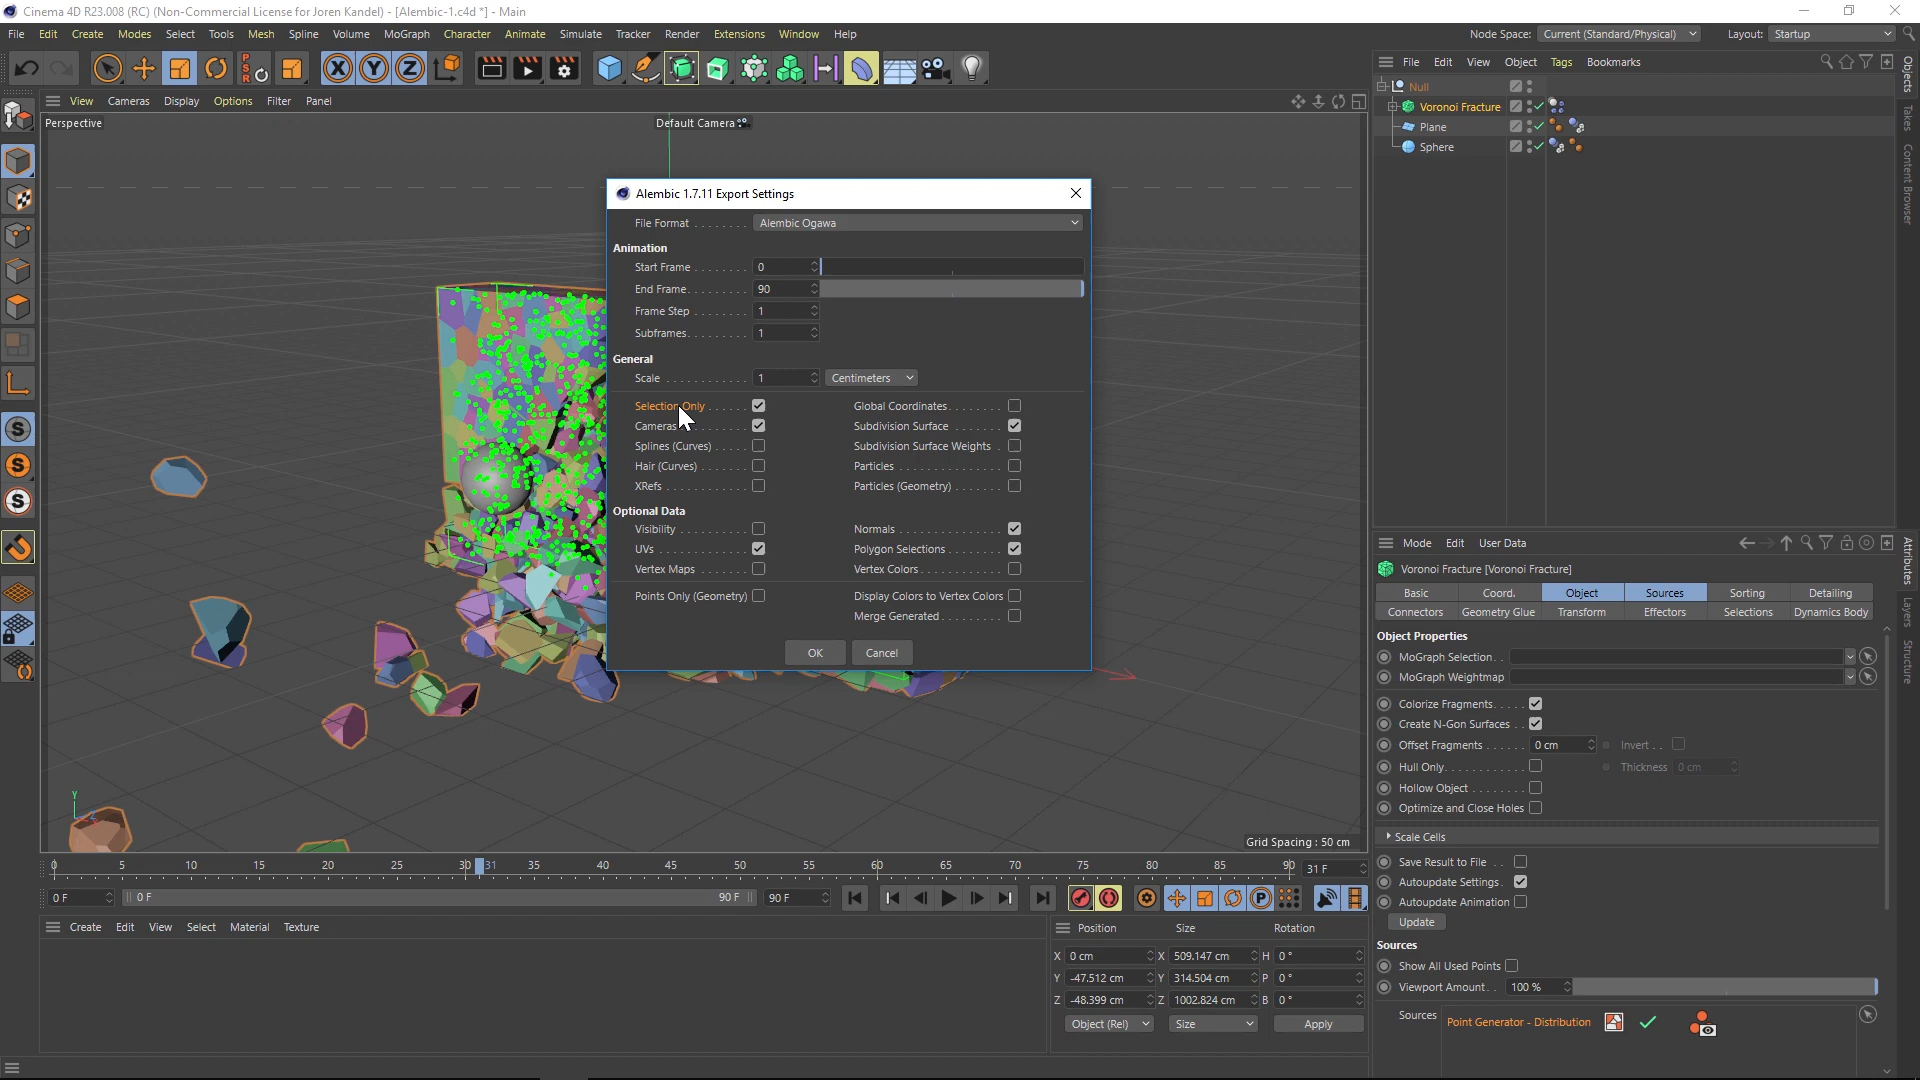 Cinema 4D R23.008 (RC) (Non-Commercial License for Joren Kandel) - [Alembic-1.c4d *] - Main
File Edit Create Modes Select Tools Mesh Spline Volume MoGraph Character Animate Simulate Tracker Render Extensions Window Help
Node Space: Current (Standard/Physical) Layout: Startup
X Y Z
PSR
File Edit View Object Tags Bookmarks
Null
Voronoi Fracture
Plane
Sphere
Objects
Takes
Content Browser
View Cameras Display Options Filter Panel
Perspective
Default Camera
Alembic 1.7.11 Export Settings
File Format Alembic Ogawa
Animation
Start Frame 0
End Frame 90
Frame Step 1
Subframes 1
General
Scale 1 Centimeters
Selection Only Global Coordinates
Cameras Subdivision Surface
Splines (Curves) Subdivision Surface Weights
Hair (Curves) Particles
XRefs Particles (Geometry)
Optional Data
Visibility Normals
UVs Polygon Selections
Vertex Maps Vertex Colors
Points Only (Geometry) Display Colors to Vertex Colors
Merge Generated
OK Cancel
S
S
S
Y
Z
Grid Spacing : 50 cm
0 5 10 15 20 25 30 31 35 40 45 50 55 60 65 70 75 80 85 90 31 F
0 F 0 F 90 F 90 F
P
Create Edit View Select Material Texture
Position Size Rotation
X 0 cm X 509.147 cm H 0 °
Y -47.512 cm Y 314.504 cm P 0 °
Z -48.399 cm Z 1002.824 cm B 0 °
Object (Rel) Size Apply
Mode Edit User Data
Voronoi Fracture [Voronoi Fracture]
Basic Coord. Object Sources Sorting Detailing
Connectors Geometry Glue Transform Effectors Selections Dynamics Body
Object Properties
MoGraph Selection
MoGraph Weightmap
Colorize Fragments
Create N-Gon Surfaces
Offset Fragments 0 cm Invert
Hull Only Thickness 0 cm
Hollow Object
Optimize and Close Holes
Scale Cells
Save Result to File
Autoupdate Settings
Autoupdate Animation
Update
Sources
Show All Used Points
Viewport Amount 100 %
Sources Point Generator - Distribution
Attributes
Layers
Structure